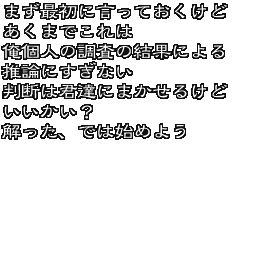 まず最初に言っておくけど
あくまでこれは
俺個人の調査の結果による
推論にすぎない
判断は君達にまかせるけど
いいかい？
解った、では始めよう